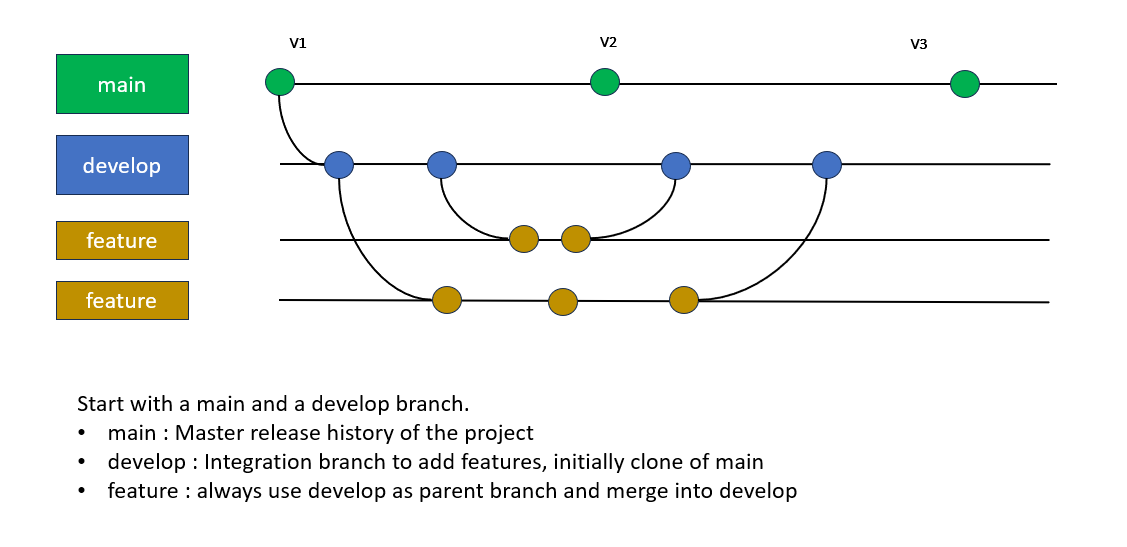 V1
V2
V3
main
develop
feature
feature
Start with a main and a develop branch.
• main : Master release history of the project
• develop : Integration branch to add features, initially clone of main
• feature : always use develop as parent branch and merge into develop